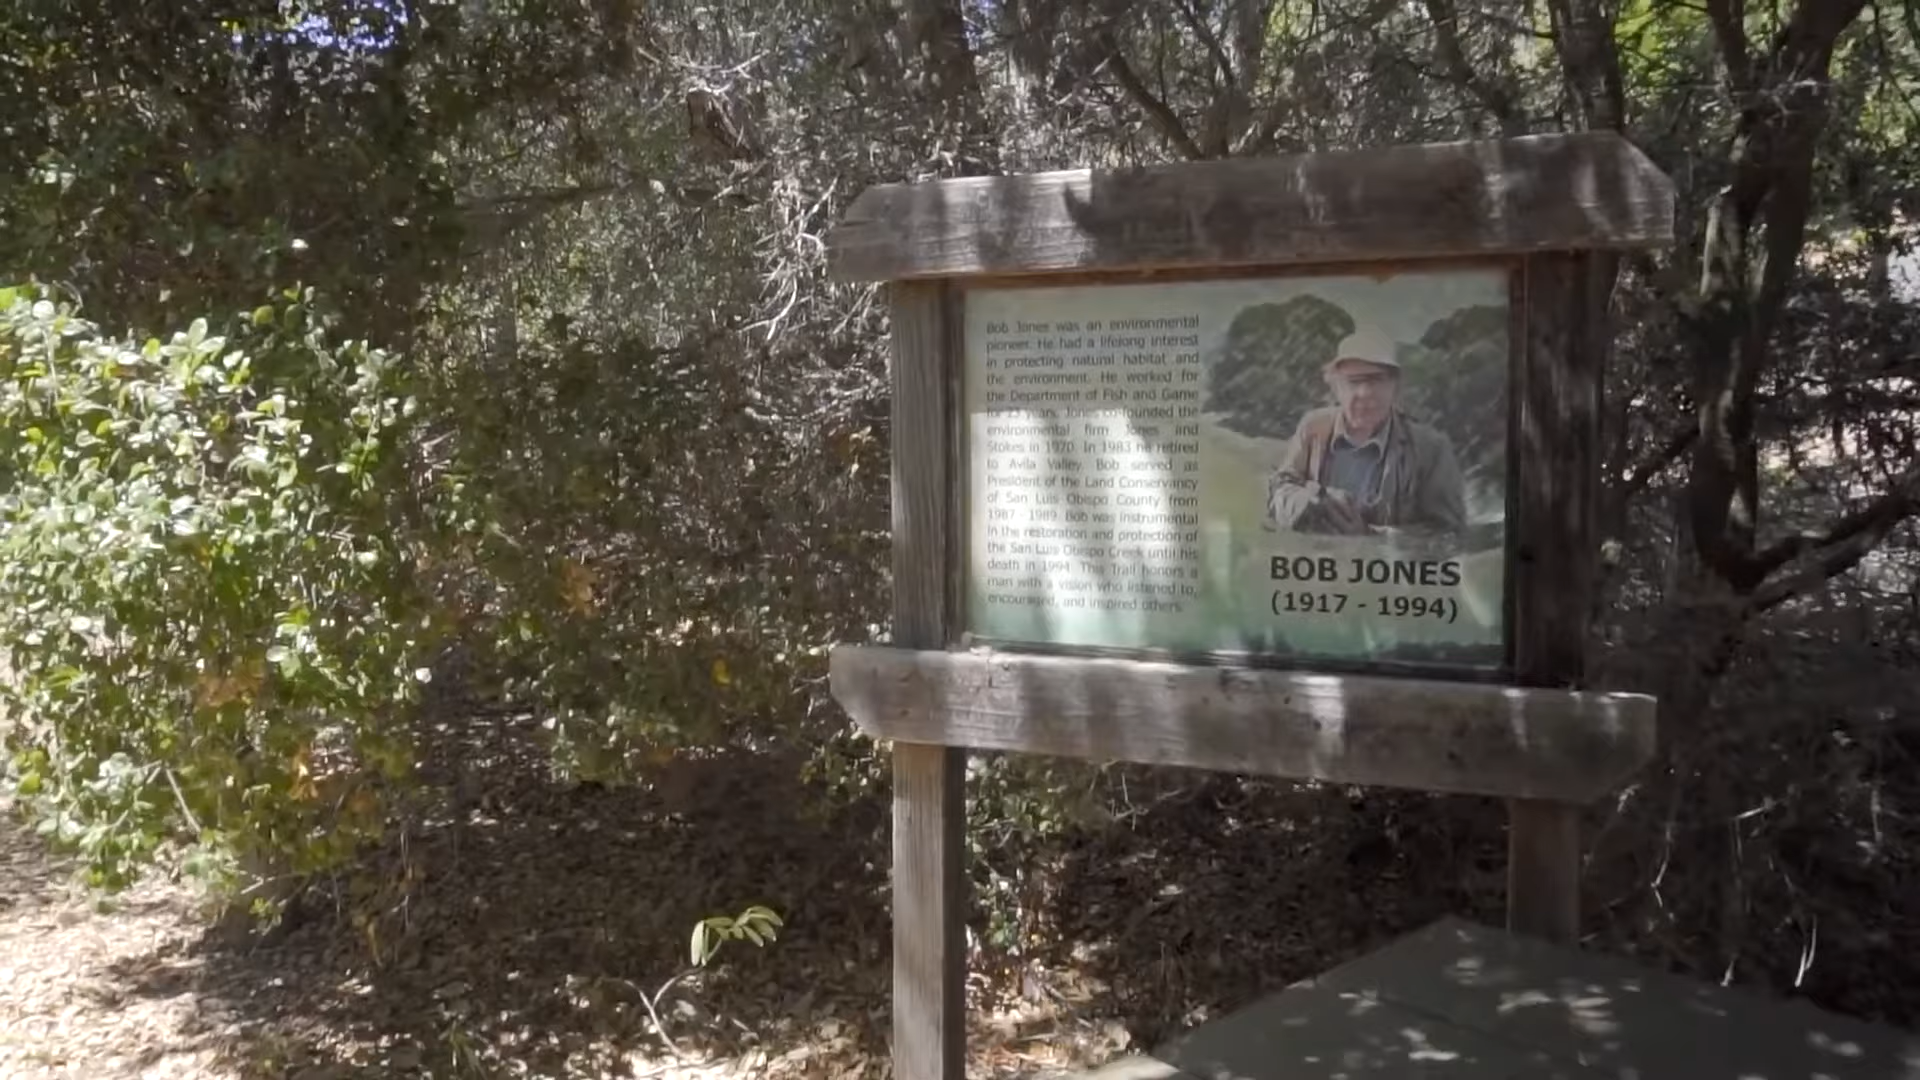 Bob Jones was an environmental
pioneer. He had a lifelong interest
in protecting natural habitat and
the environment. He worked for
the Department of Fish and Game
for years. Jones co-founded the
environmental firm Jones and
Stokes in 1970. In 1983 he retired
to Avila Valley. Bob served as
President of the Land Conservancy
of San Luis Obispo County from
1987 - 1989. Bob was instrumental
in the restoration and protection of
the San Luis Obispo Creek until his
death in 1994. This Trail honors a
man with a vision who listened to,
encouraged, and inspired others.
BOB JONES
(1917 - 1994)